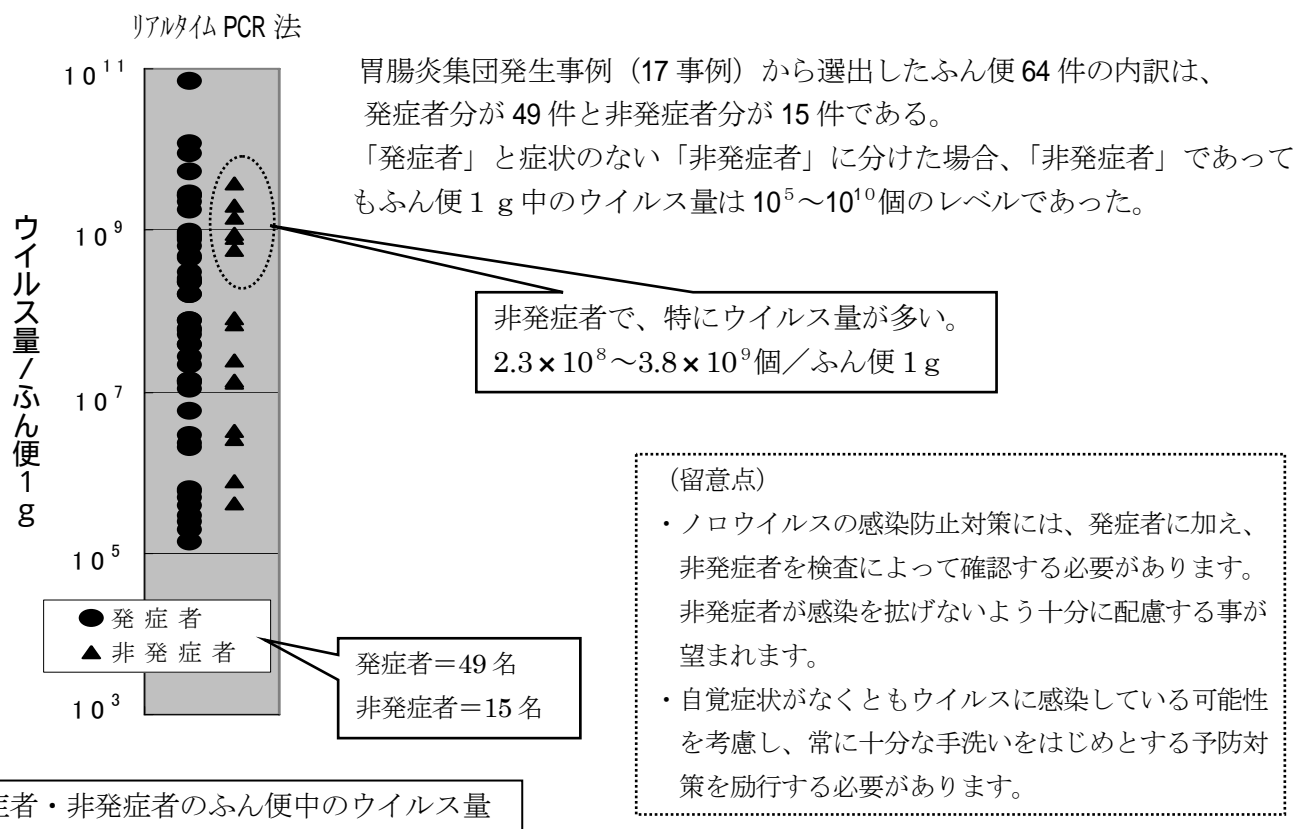 リアルタイム PCR 法
胃腸炎集団発生事例（17 事例）から選出したふん便 64 件の内訳は、
発症者分が 49 件と非発症者分が 15 件である。
「発症者」と症状のない「非発症者」に分けた場合、「非発症者」であって
もふん便１ｇ中のウイルス量は 10⁵～10¹⁰個のレベルであった。
ウイルス量/ふん便1g
10¹¹
10⁹
10⁷
10⁵
10³
非発症者で、特にウイルス量が多い。
2.3×10⁸～3.8×10⁹個／ふん便 1ｇ
●発 症 者
▲非 発 症 者
発症者＝49 名
非発症者＝15 名
（留意点）
・ノロウイルスの感染防止対策には、発症者に加え、
非発症者を検査によって確認する必要があります。
非発症者が感染を拡げないよう十分に配慮する事が
望まれます。
・自覚症状がなくともウイルスに感染している可能性
を考慮し、常に十分な手洗いをはじめとする予防対
策を励行する必要があります。
症者・非発症者のふん便中のウイルス量